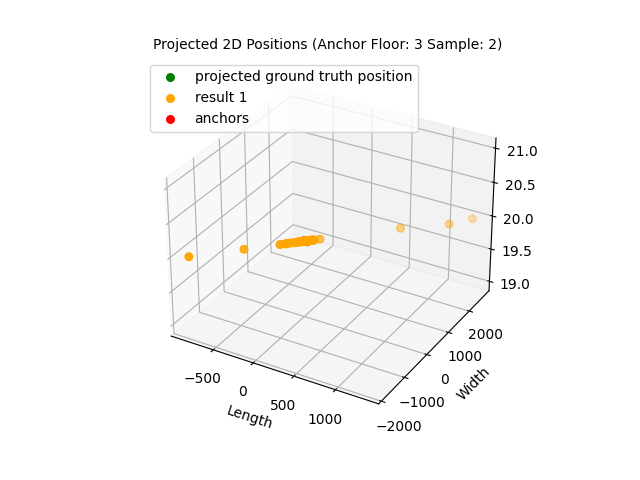 Projected 2D Positions (Anchor Floor: 3 Sample: 2)
projected ground truth position
result 1
anchors
21.0
20.5
20.0
19.5
19.0
2000
1000
0
−1000
−2000
Width
−500
0
500
1000
Length